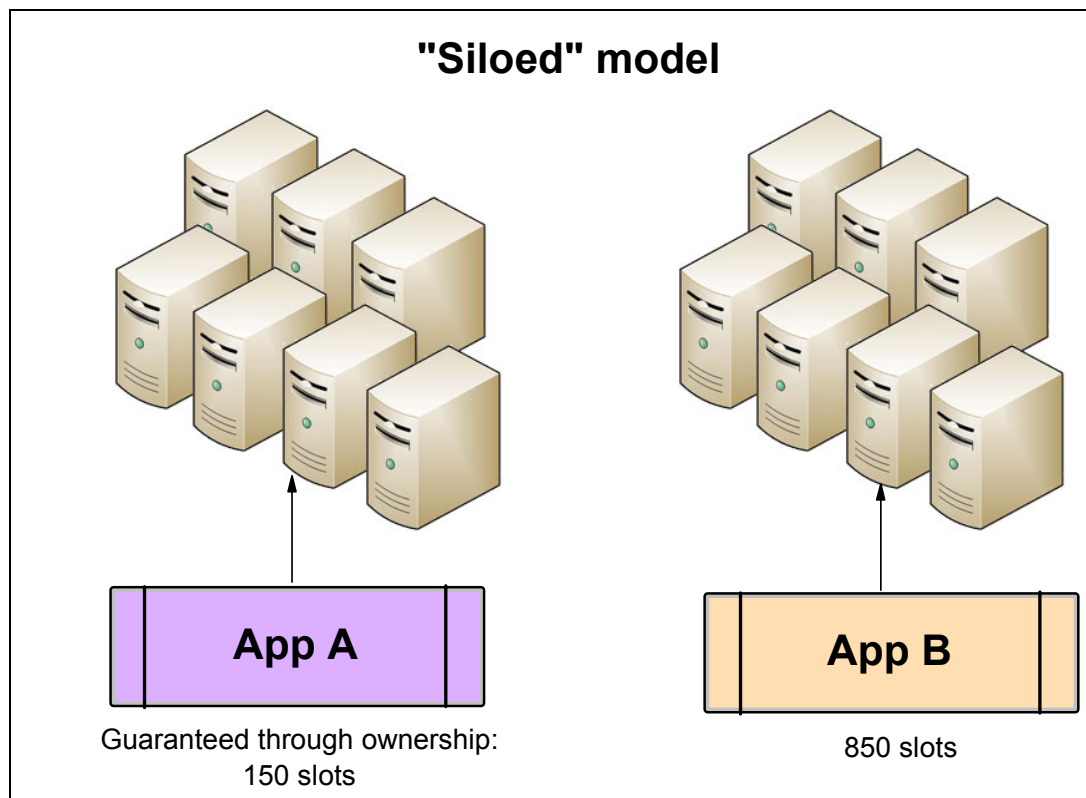 "Siloed" model
App A
App B
Guaranteed through ownership:
150 slots
850 slots